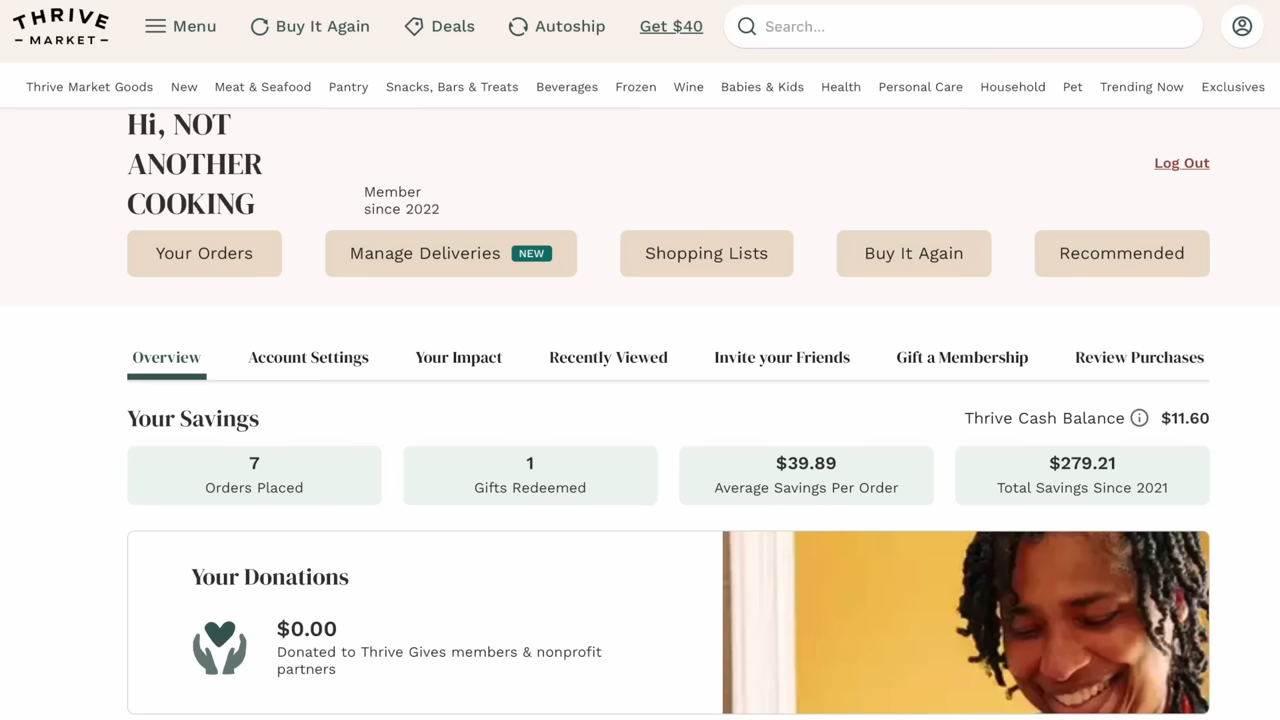 THRIVE
MARKET
Menu
Buy It Again
Deals
Autoship
Get $40
Search...
Thrive Market Goods
New
Meat & Seafood
Pantry
Snacks, Bars & Treats
Beverages
Frozen
Wine
Babies & Kids
Health
Personal Care
Household
Pet
Trending Now
Exclusives
Hi, NOT
ANOTHER
COOKING
Member
since 2022
Log Out
Your Orders
Manage Deliveries NEW
Shopping Lists
Buy It Again
Recommended
Overview
Account Settings
Your Impact
Recently Viewed
Invite your Friends
Gift a Membership
Review Purchases
Your Savings
Thrive Cash Balance $11.60
7
Orders Placed
1
Gifts Redeemed
$39.89
Average Savings Per Order
$279.21
Total Savings Since 2021
Your Donations
$0.00
Donated to Thrive Gives members & nonprofit
partners